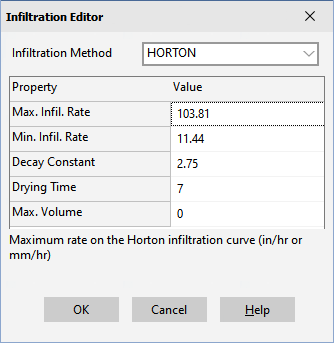 Infiltration Editor
Infiltration Method HORTON
Property Value
Max. Infil. Rate 103.81
Min. Infil. Rate 11.44
Decay Constant 2.75
Drying Time 7
Max. Volume 0
Maximum rate on the Horton infiltration curve (in/hr or
mm/hr)
OK Cancel Help